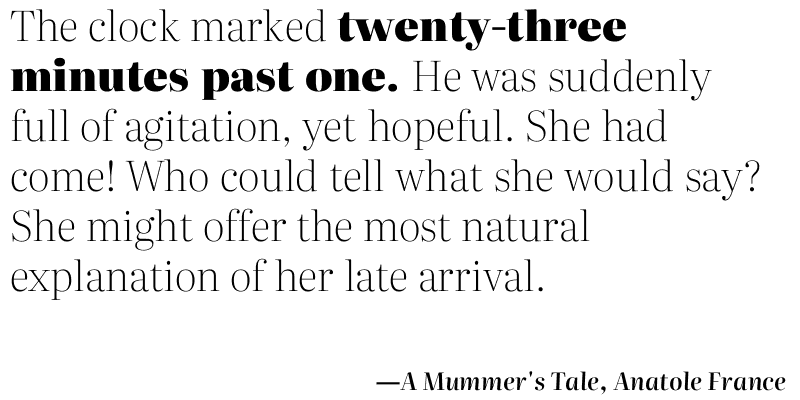 The clock marked twenty-three
minutes past one. He was suddenly
full of agitation, yet hopeful. She had
come! Who could tell what she would say?
She might offer the most natural
explanation of her late arrival.
—A Mummer's Tale, Anatole France